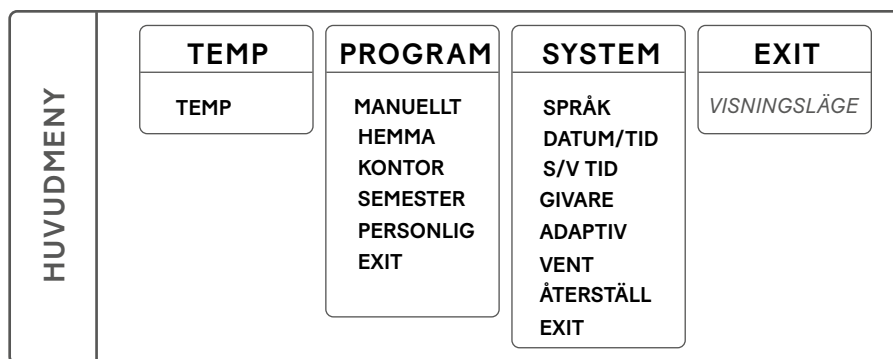 HUVUDMENY
TEMP
TEMP
PROGRAM
MANUELLT
HEMMA
KONTOR
SEMESTER
PERSONLIG
EXIT
SYSTEM
SPRÅK
DATUM/TID
S/V TID
GIVARE
ADAPTIV
VENT
ÅTERSTÄLL
EXIT
EXIT
VISNINGSLÄGE